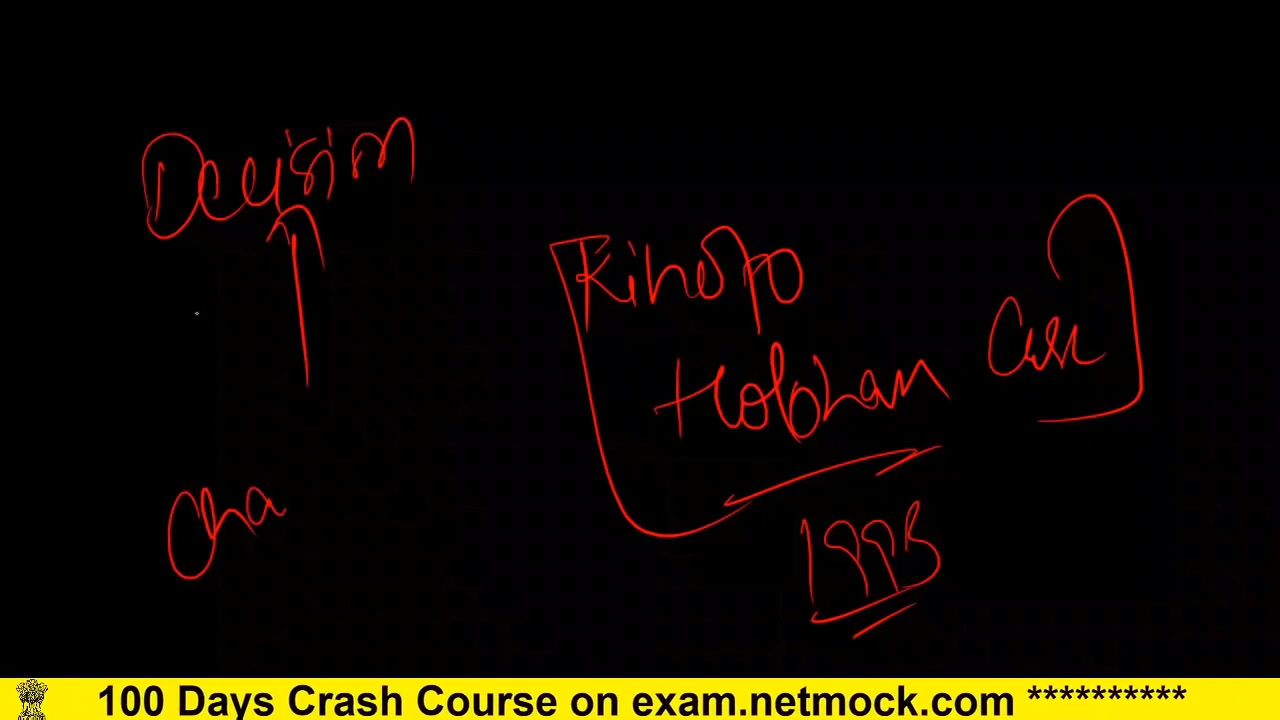 Decision
Kihoto
Hollohan Case
1993
Cha
100 Days Crash Course on exam.netmock.com **********